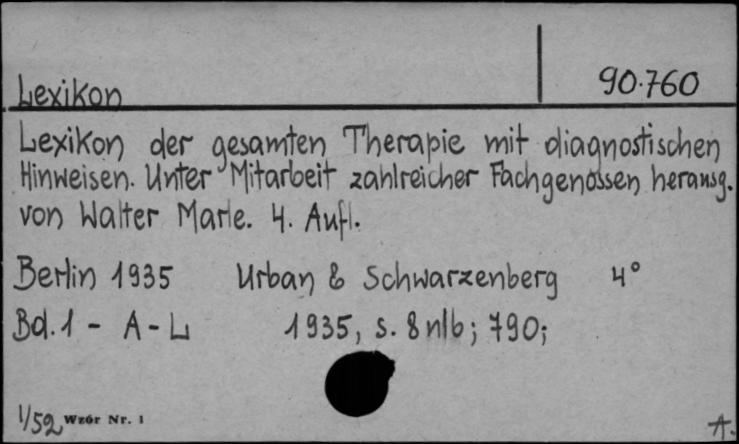 Lexikon
90.760
Lexikon der gesamten Therapie mit diagnostischen
Hinweisen. Unter Mitarbeit zahlreicher Fachgenossen herausg.
von Walter Marle. 4. Aufl.
Berlin 1935 Urban & Schwarzenberg 4°
Bd. 1 - A - L 1935, s. 8 nlb; 790;
1/52 Wzór Nr. 1
A.